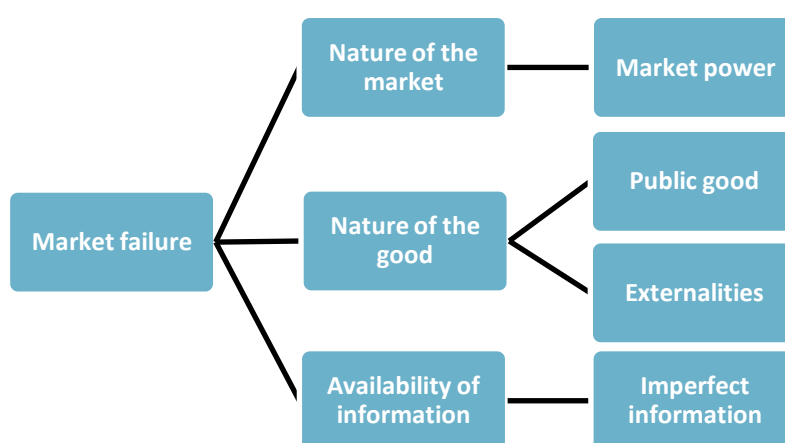 Nature of the
market
Market power
Public good
Market failure
Nature of the
good
Externalities
Availability of
information
Imperfect
information